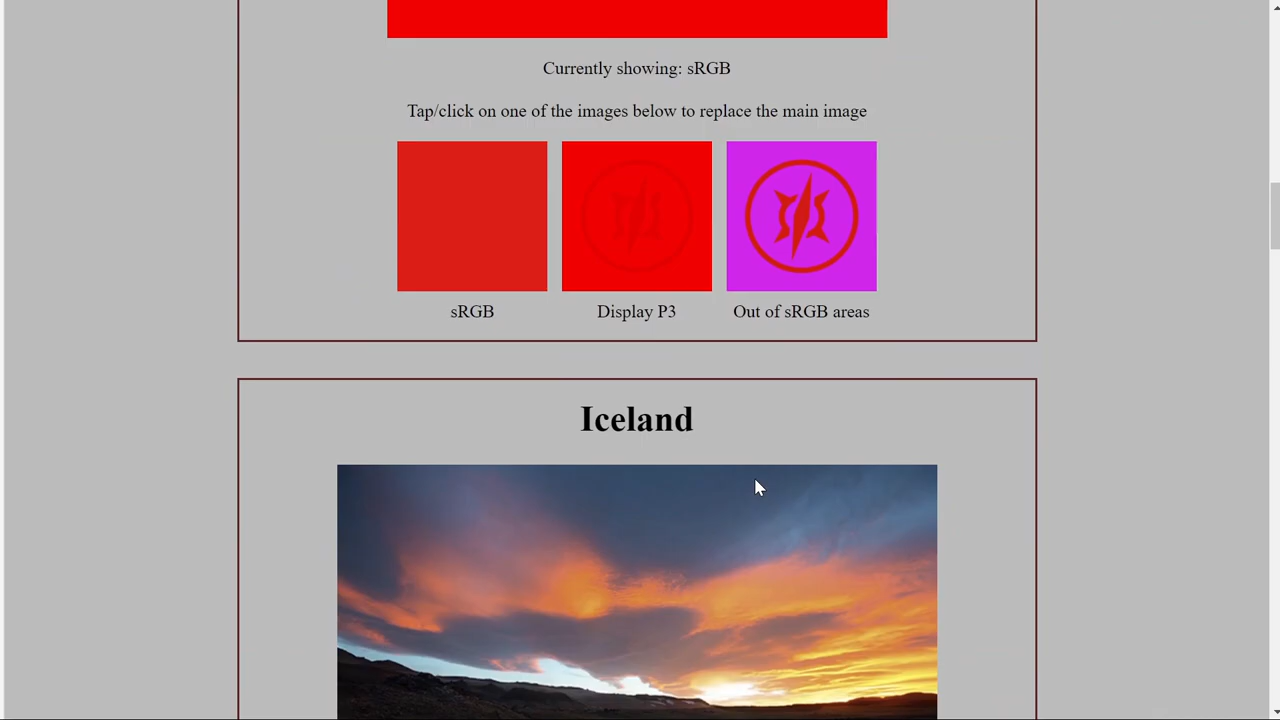 Currently showing: sRGB
Tap/click on one of the images below to replace the main image
sRGB
Display P3
Out of sRGB areas
Iceland